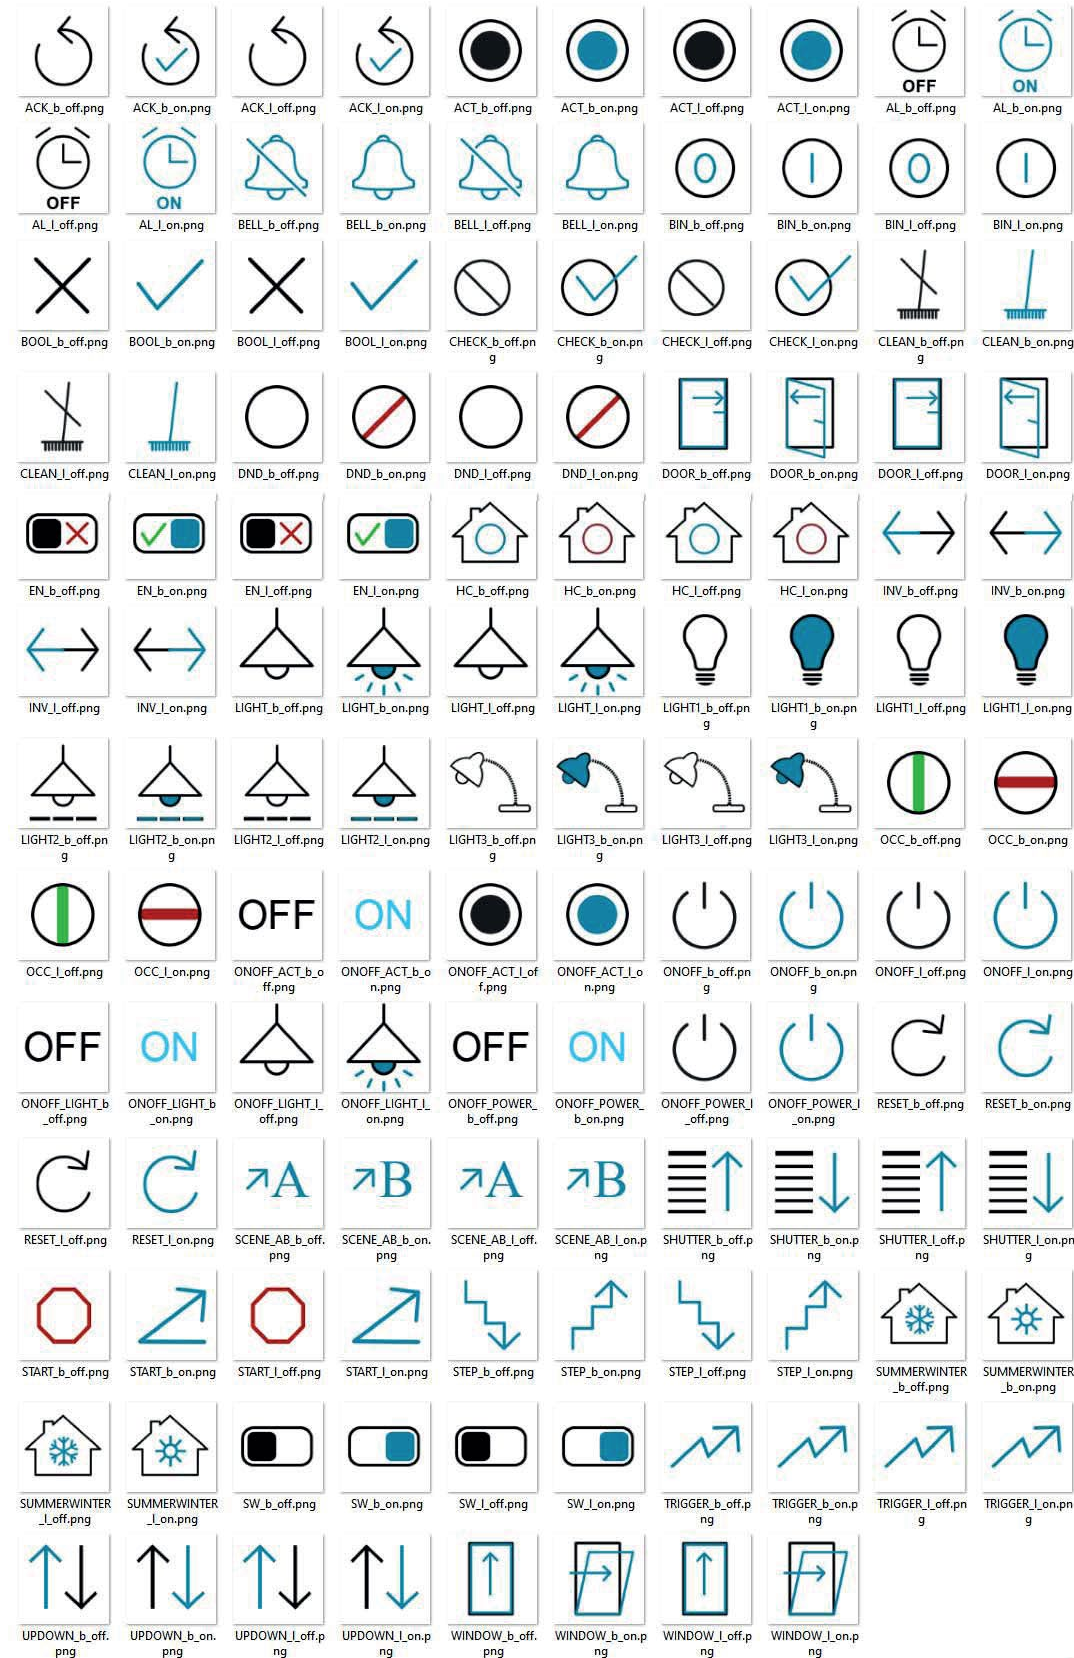 ACK_b_off.png ACK_b_on.png ACK_l_off.png ACK_l_on.png ACT_b_off.png ACT_b_on.png ACT_l_off.png ACT_l_on.png OFF AL_b_off.png ON AL_b_on.png
OFF ON 0 | 0 |
AL_l_off.png AL_l_on.png BELL_b_off.png BELL_b_on.png BELL_l_off.png BELL_l_on.png BIN_b_off.png BIN_b_on.png BIN_l_off.png BIN_l_on.png
BOOL_b_off.png BOOL_b_on.png BOOL_l_off.png BOOL_l_on.png CHECK_b_off.pn CHECK_b_on.pn CHECK_l_off.png CHECK_l_on.png CLEAN_b_off.pn CLEAN_b_on.png
g g g
CLEAN_l_off.png CLEAN_l_on.png DND_b_off.png DND_b_on.png DND_l_off.png DND_l_on.png DOOR_b_off.png DOOR_b_on.png DOOR_l_off.png DOOR_l_on.png
EN_b_off.png EN_b_on.png EN_l_off.png EN_l_on.png HC_b_off.png HC_b_on.png HC_l_off.png HC_l_on.png INV_b_off.png INV_b_on.png
INV_l_off.png INV_l_on.png LIGHT_b_off.png LIGHT_b_on.png LIGHT_l_off.png LIGHT_l_on.png LIGHT1_b_off.pn LIGHT1_b_on.pn LIGHT1_l_off.png LIGHT1_l_on.png
g g
LIGHT2_b_off.pn LIGHT2_b_on.pn LIGHT2_l_off.png LIGHT2_l_on.png LIGHT3_b_off.pn LIGHT3_b_on.pn LIGHT3_l_off.png LIGHT3_l_on.png OCC_b_off.png OCC_b_on.png
g g g g
OFF ON
OCC_l_off.png OCC_l_on.png ONOFF_ACT_b_o ONOFF_ACT_b_o ONOFF_ACT_l_of ONOFF_ACT_l_o ONOFF_b_off.pn ONOFF_b_on.pn ONOFF_l_off.png ONOFF_l_on.png
ff.png n.png f.png n.png g g
OFF ON OFF ON
ONOFF_LIGHT_b ONOFF_LIGHT_b ONOFF_LIGHT_l_ ONOFF_LIGHT_l_ ONOFF_POWER_ ONOFF_POWER_ ONOFF_POWER_l ONOFF_POWER_l RESET_b_off.png RESET_b_on.png
_off.png _on.png off.png on.png b_off.png b_on.png _off.png _on.png
A B A B
RESET_l_off.png RESET_l_on.png SCENE_AB_b_off. SCENE_AB_b_on. SCENE_AB_l_off. SCENE_AB_l_on.p SHUTTER_b_off.p SHUTTER_b_on.p SHUTTER_l_off.p SHUTTER_l_on.pn
png png png ng ng ng ng g
START_b_off.png START_b_on.png START_l_off.png START_l_on.png STEP_b_off.png STEP_b_on.png STEP_l_off.png STEP_l_on.png SUMMERWINTER SUMMERWINTER
_b_off.png _b_on.png
SUMMERWINTER SUMMERWINTER SW_b_off.png SW_b_on.png SW_l_off.png SW_l_on.png TRIGGER_b_off.p TRIGGER_b_on.p TRIGGER_l_off.pn TRIGGER_l_on.pn
_l_off.png _l_on.png ng ng g g
UPDOWN_b_off. UPDOWN_b_on. UPDOWN_l_off.p UPDOWN_l_on.p WINDOW_b_off. WINDOW_b_on.p WINDOW_l_off.p WINDOW_l_on.p
png png ng ng png ng ng ng